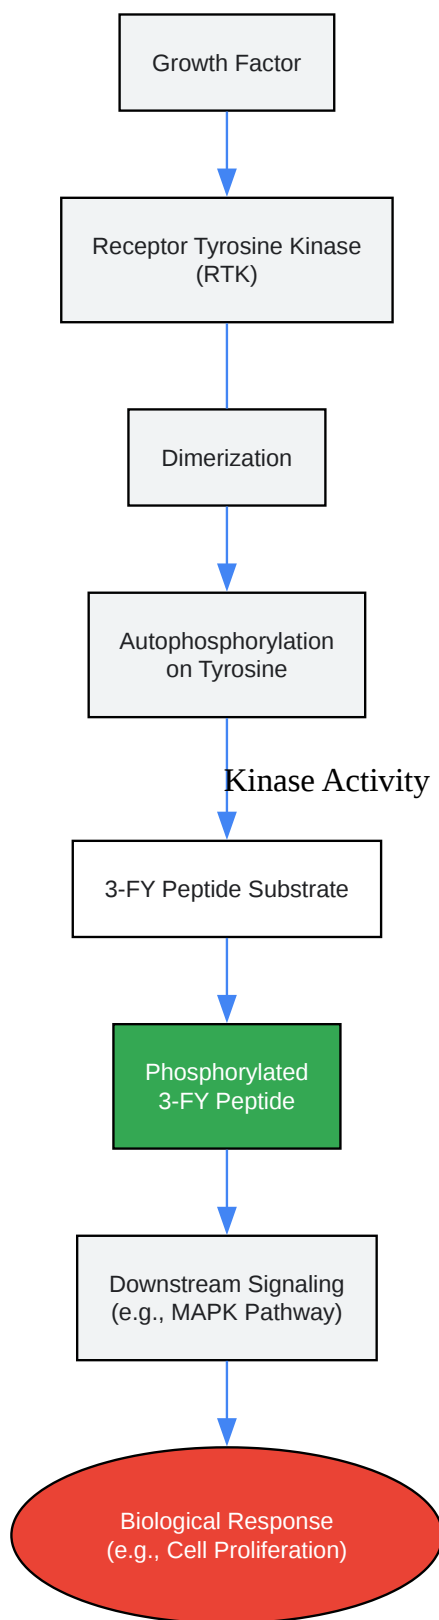 Growth Factor
Receptor Tyrosine Kinase
(RTK)
Dimerization
Autophosphorylation
on Tyrosine
Kinase Activity
3-FY Peptide Substrate
Phosphorylated
3-FY Peptide
Downstream Signaling
(e.g., MAPK Pathway)
Biological Response
(e.g., Cell Proliferation)